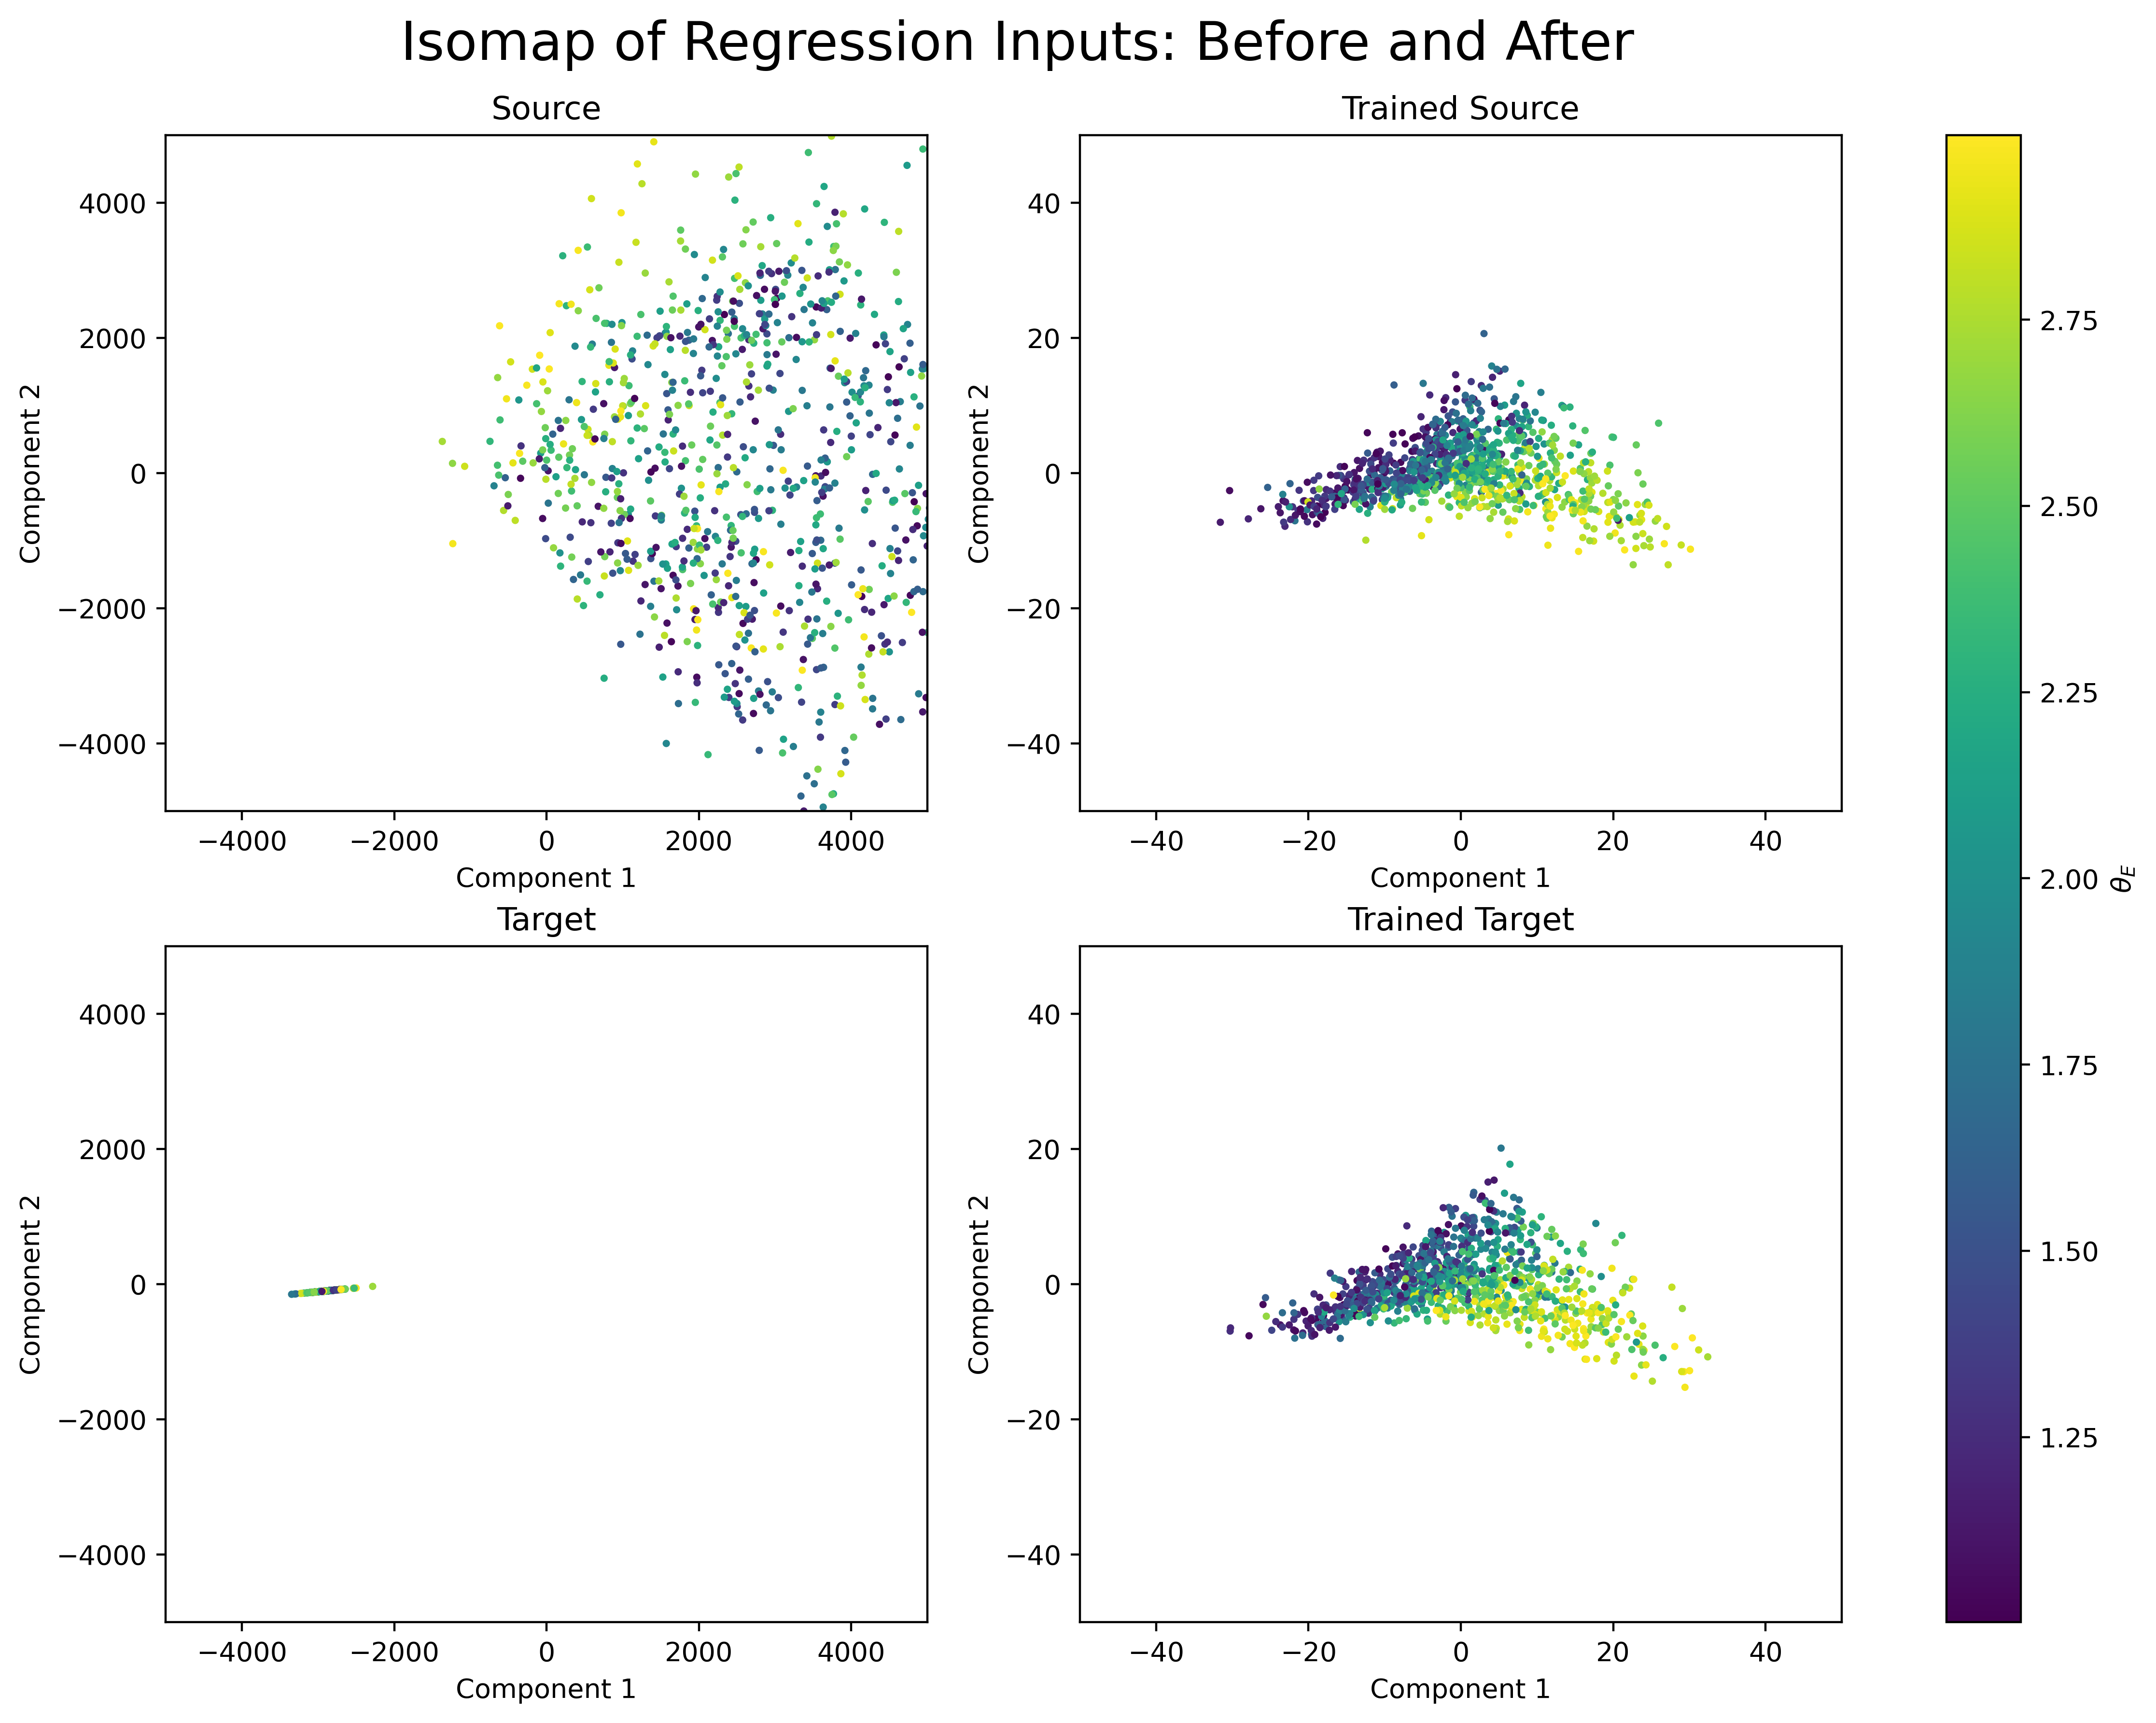 Isomap of Regression Inputs: Before and After
Source
Component 2
4000
2000
0
−2000
−4000
−4000 −2000 0 2000 4000
Component 1
Trained Source
Component 2
40
20
0
−20
−40
−40 −20 0 20 40
Component 1
Target
Component 2
4000
2000
0
−2000
−4000
−4000 −2000 0 2000 4000
Component 1
Trained Target
Component 2
40
20
0
−20
−40
−40 −20 0 20 40
Component 1
2.75
2.50
2.25
2.00
1.75
1.50
1.25
θ_E